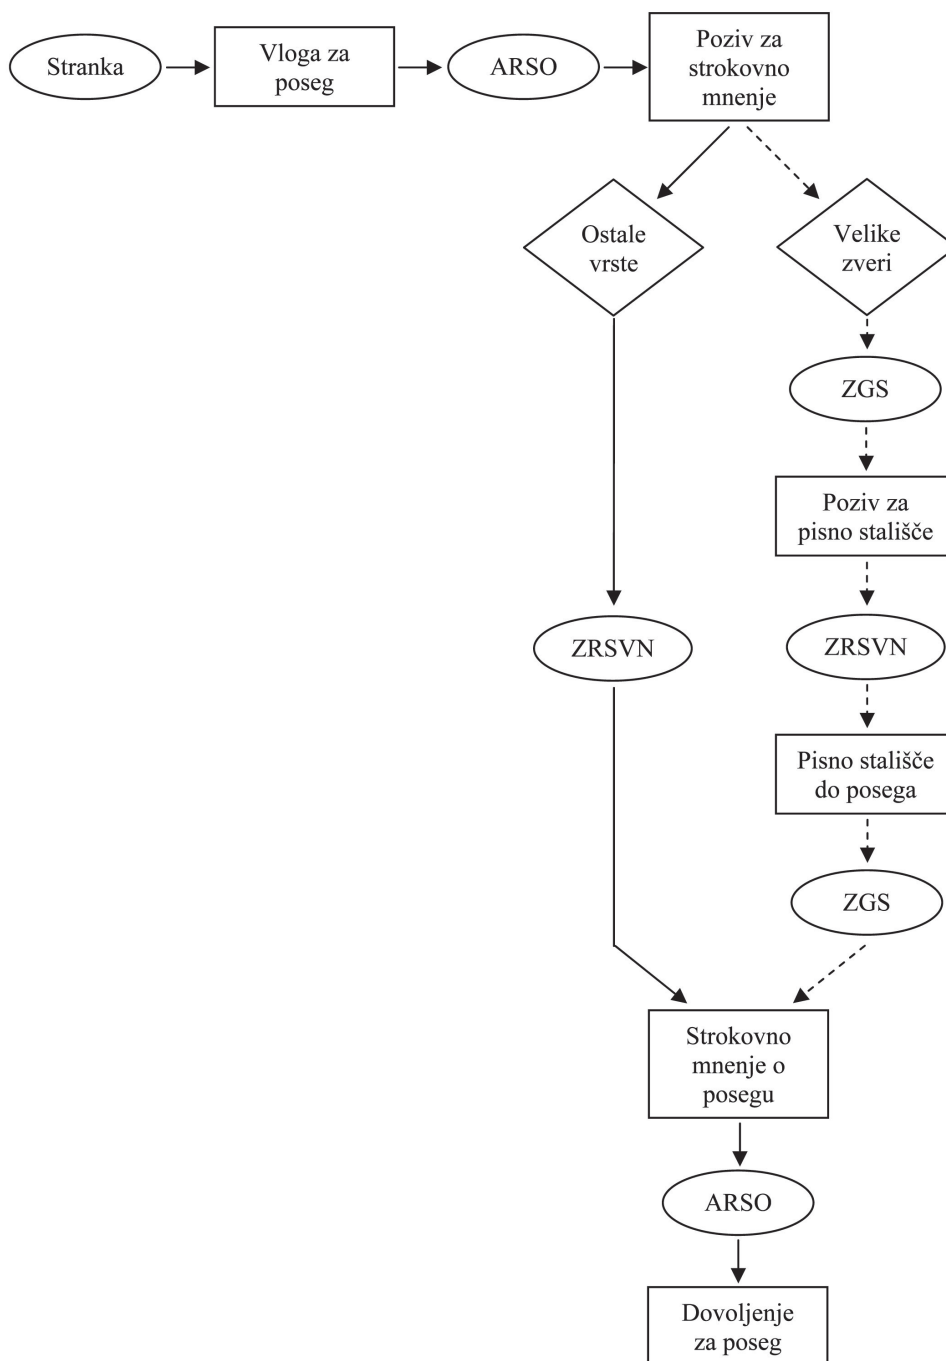 Stranka
Vloga za
poseg
ARSO
Poziv za
strokovno
mnenje
Ostale
vrste
Velike
zveri
ZGS
Poziv za
pisno stališče
ZRSVN
ZRSVN
Pisno stališče
do posega
ZGS
Strokovno
mnenje o
posegu
ARSO
Dovoljenje
za poseg